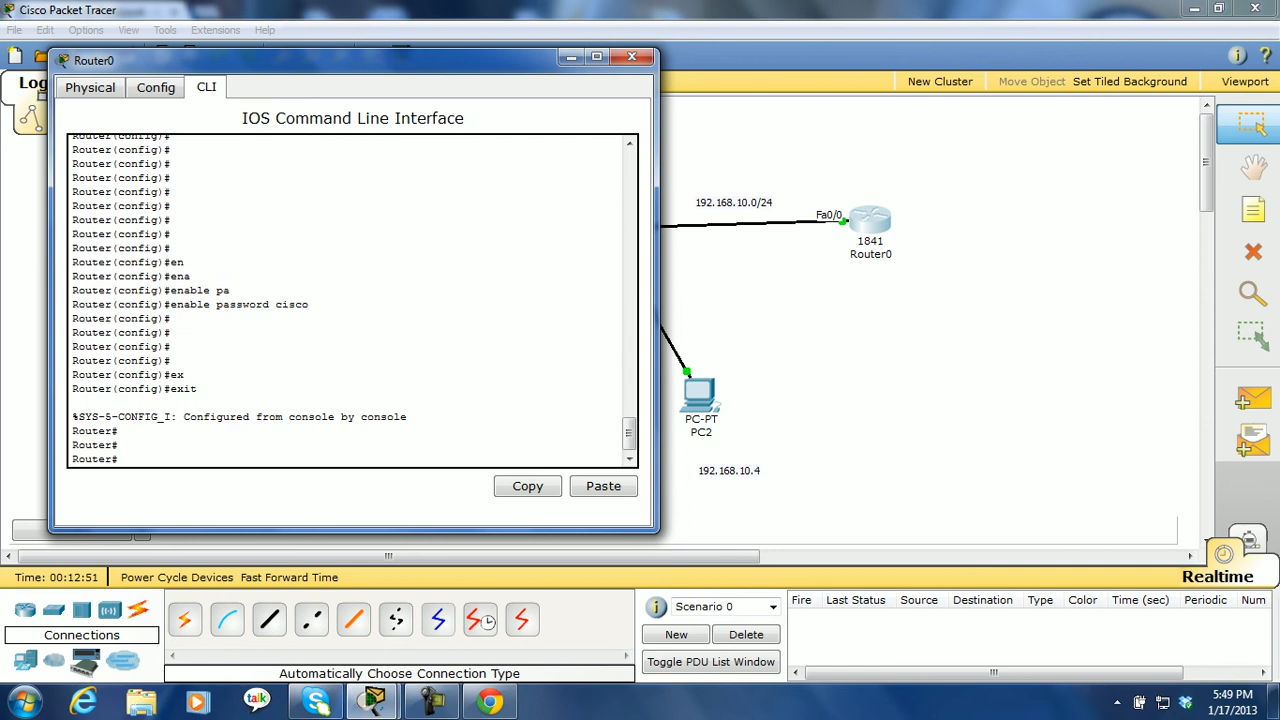 Cisco Packet Tracer
File Edit Options View Tools Extensions Help
Router0
Log
New Cluster Move Object Set Tiled Background Viewport
Physical Config CLI
IOS Command Line Interface
Router(config)#
Router(config)#
Router(config)#
Router(config)#
Router(config)#
Router(config)#
Router(config)#
Router(config)#
Router(config)#
Router(config)#en
Router(config)#ena
Router(config)#enable pa
Router(config)#enable password cisco
Router(config)#
Router(config)#
Router(config)#
Router(config)#
Router(config)#ex
Router(config)#exit
%SYS-5-CONFIG_I: Configured from console by console
Router#
Router#
Router#
Copy Paste
192.168.10.0/24
Fa0/0
1841
Router0
PC-PT
PC2
192.168.10.4
Time: 00:12:51 Power Cycle Devices Fast Forward Time
Realtime
Connections
Automatically Choose Connection Type
Scenario 0
New Delete
Toggle PDU List Window
Fire Last Status Source Destination Type Color Time (sec) Periodic Num
talk
5:49 PM
1/17/2013